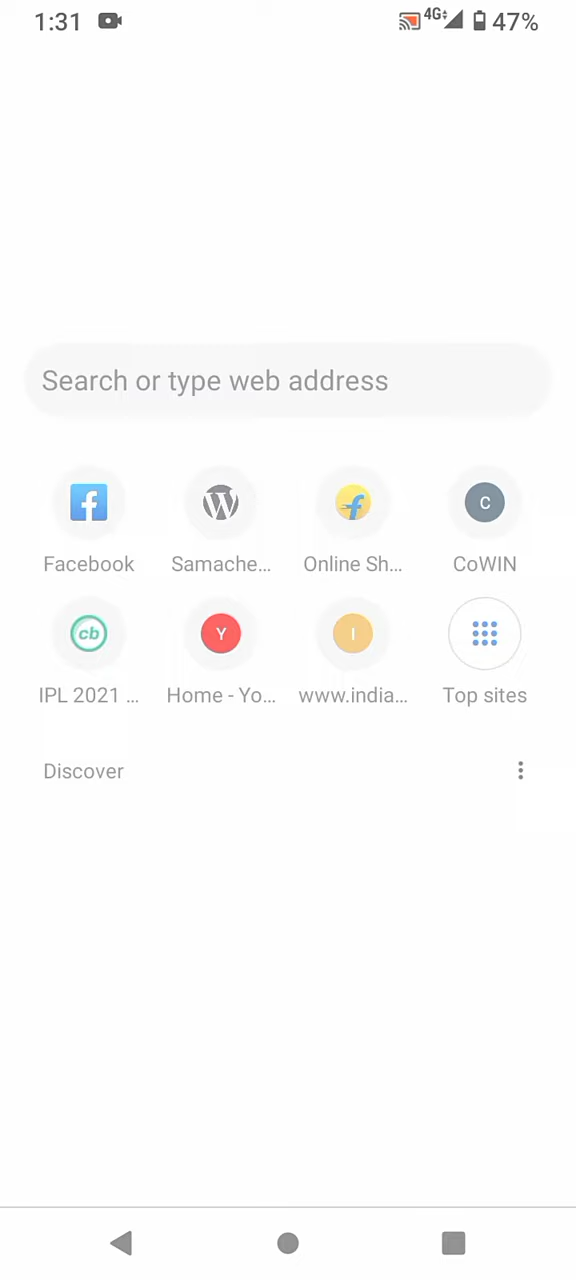 1:31 4G 47%
Search or type web address
Facebook Samache... Online Sh... CoWIN
C
cb Y I
IPL 2021 ... Home - Yo... www.india... Top sites
Discover